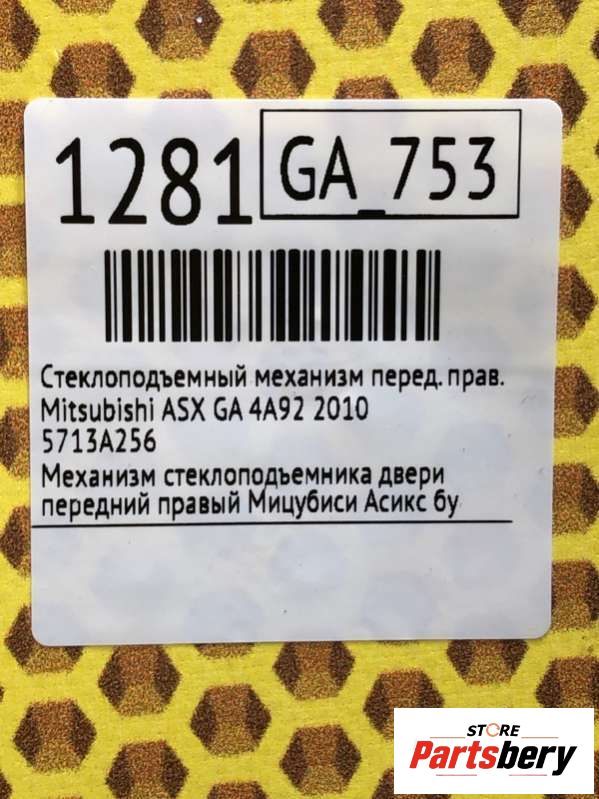 1281 GA_753
Стеклоподъемный механизм перед. прав.
Mitsubishi ASX GA 4A92 2010
5713A256
Механизм стеклоподъемника двери
передний правый Мицубиси Асикс бу
STORE
Partsbery